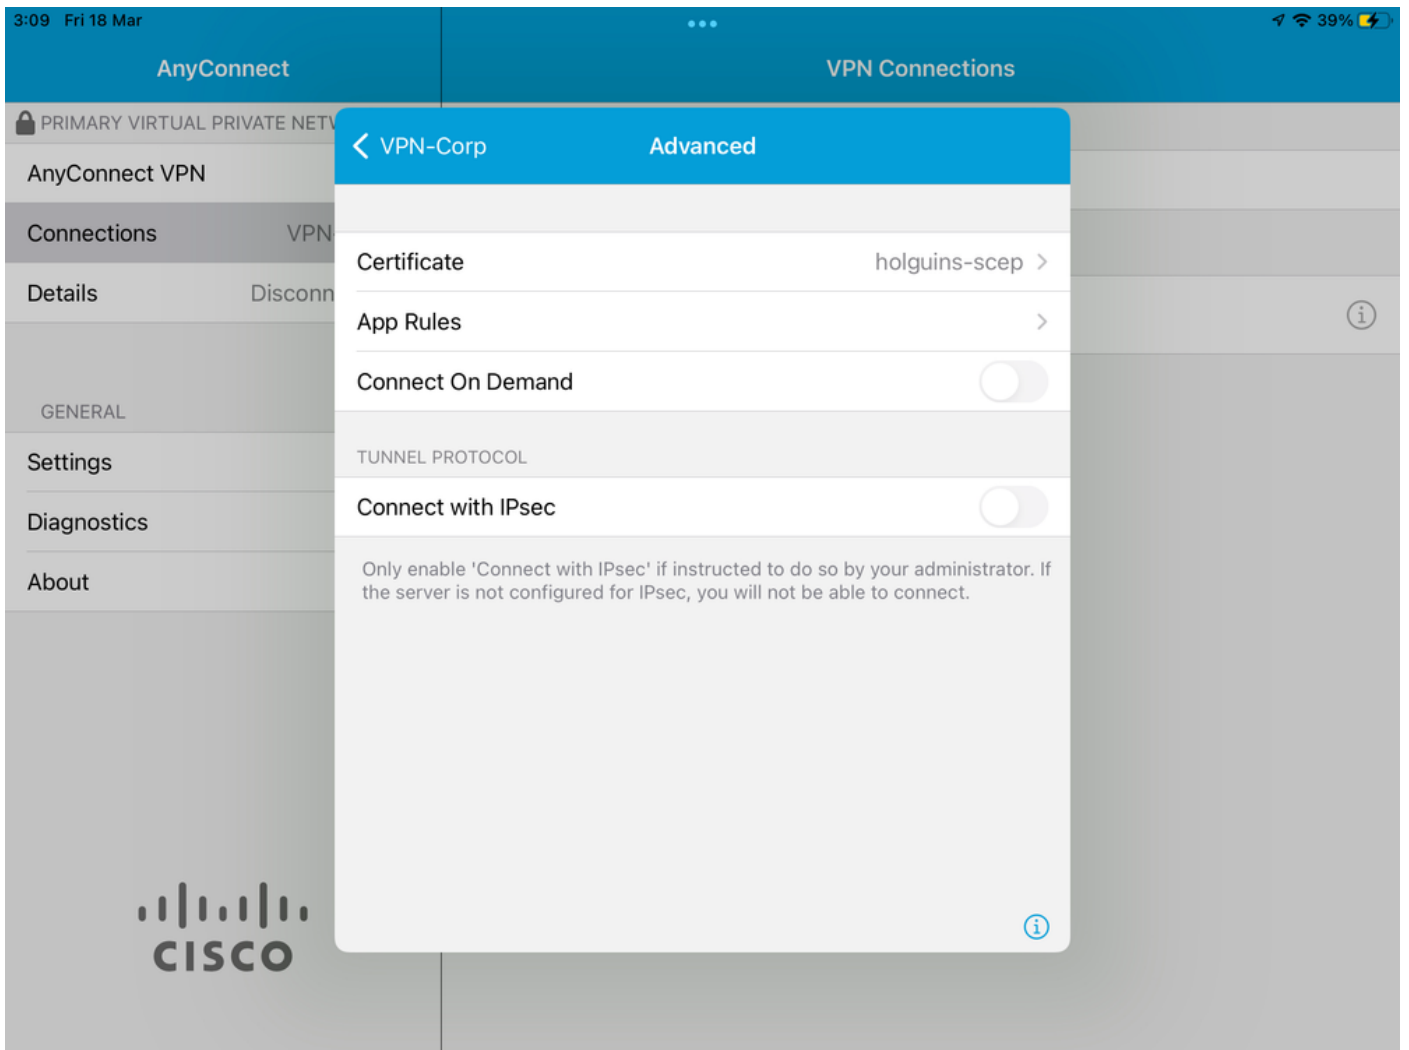 3:09 Fri 18 Mar
39%
AnyConnect
VPN Connections
PRIMARY VIRTUAL PRIVATE
AnyConnect VPN
Connections VPN
Details
GENERAL
Settings
Diagnostics
About
CISCO
VPN-Corp
Advanced
Certificate holguins-scep
App Rules
Connect On Demand
TUNNEL PROTOCOL
Connect with IPsec
Only enable 'Connect with IPsec' if instructed to do so by your administrator. If
the server is not configured for IPsec, you will not be able to connect.